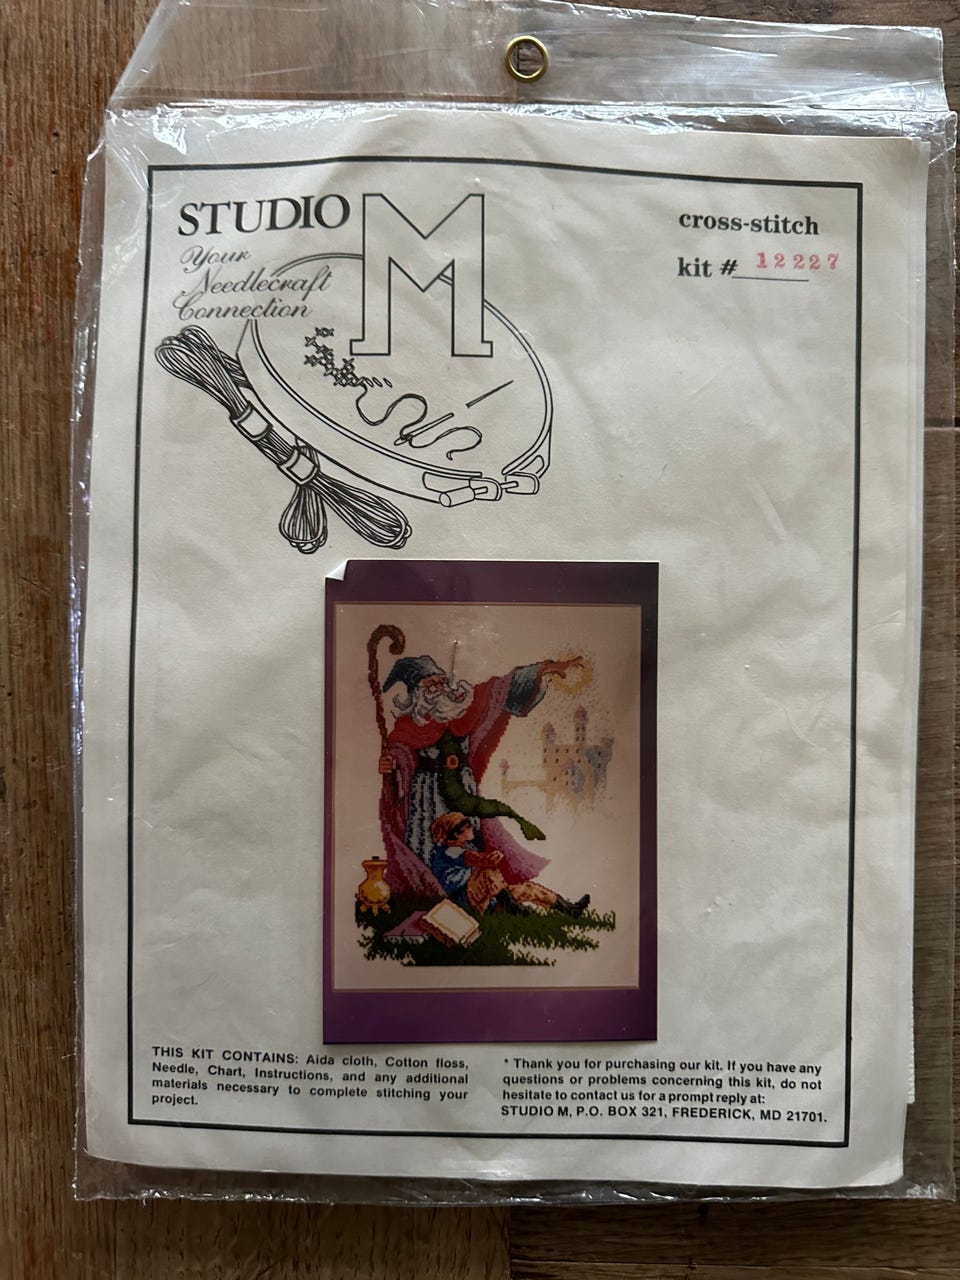 STUDIO M
Your
Needlecraft
Connection
cross-stitch
kit # 12227
THIS KIT CONTAINS: Aida cloth, Cotton floss,
Needle, Chart, Instructions, and any additional
materials necessary to complete stitching your
project.
* Thank you for purchasing our kit. If you have any
questions or problems concerning this kit, do not
hesitate to contact us for a prompt reply at:
STUDIO M, P.O. BOX 321, FREDERICK, MD 21701.